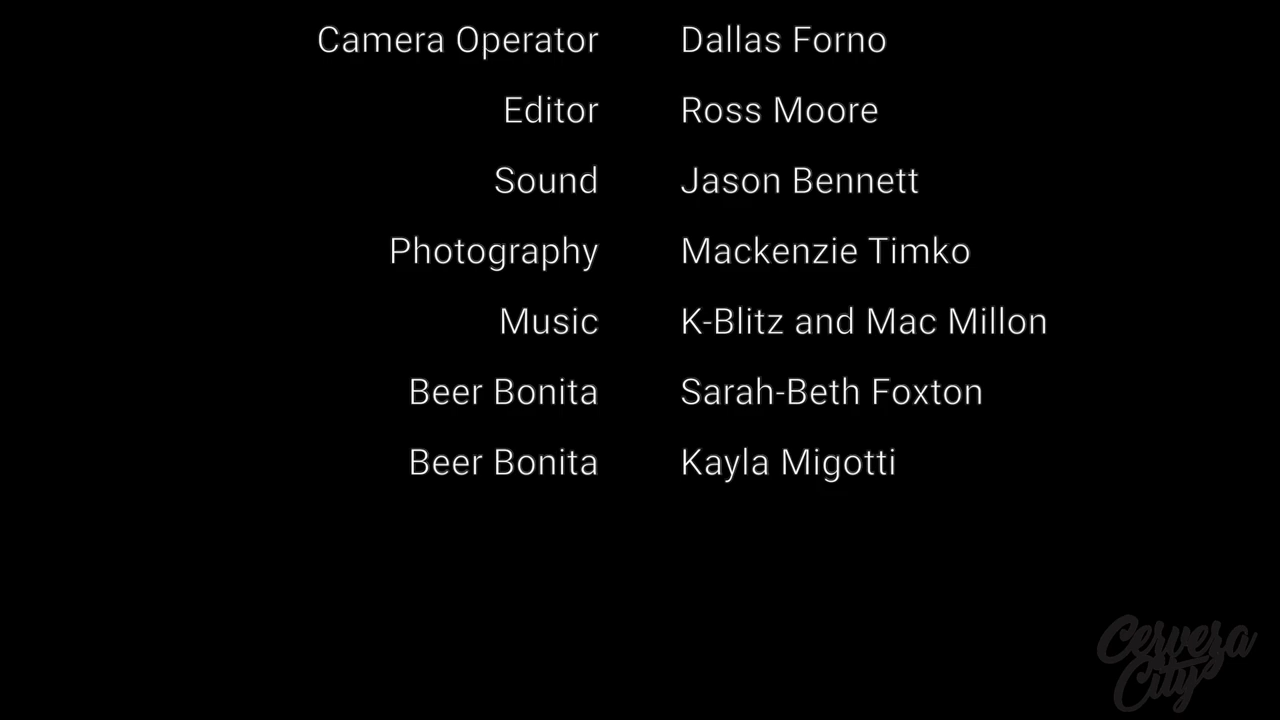 Camera Operator Dallas Forno
Editor Ross Moore
Sound Jason Bennett
Photography Mackenzie Timko
Music K-Blitz and Mac Millon
Beer Bonita Sarah-Beth Foxton
Beer Bonita Kayla Migotti
Cerveza
City